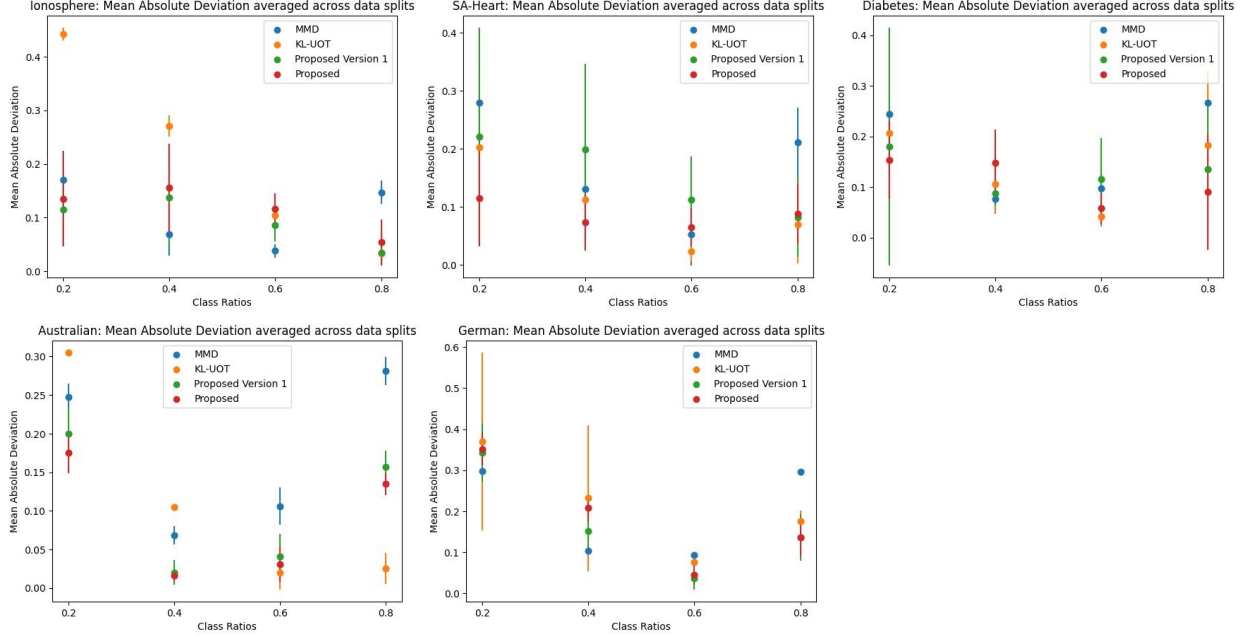 Ionosphere: Mean Absolute Deviation averaged across data splits
Mean Absolute Deviation
0.4
0.3
0.2
0.1
0.0
MMD
KL-UOT
Proposed Version 1
Proposed
0.2 0.4 0.6 0.8
Class Ratios
SA-Heart: Mean Absolute Deviation averaged across data splits
Mean Absolute Deviation
0.4
0.3
0.2
0.1
0.0
MMD
KL-UOT
Proposed Version 1
Proposed
0.2 0.4 0.6 0.8
Class Ratios
Diabetes: Mean Absolute Deviation averaged across data splits
Mean Absolute Deviation
0.4
0.3
0.2
0.1
0.0
MMD
KL-UOT
Proposed Version 1
Proposed
0.2 0.4 0.6 0.8
Class Ratios
Australian: Mean Absolute Deviation averaged across data splits
Mean Absolute Deviation
0.30
0.25
0.20
0.15
0.10
0.05
0.00
MMD
KL-UOT
Proposed Version 1
Proposed
0.2 0.4 0.6 0.8
Class Ratios
German: Mean Absolute Deviation averaged across data splits
Mean Absolute Deviation
0.6
0.5
0.4
0.3
0.2
0.1
0.0
MMD
KL-UOT
Proposed Version 1
Proposed
0.2 0.4 0.6 0.8
Class Ratios